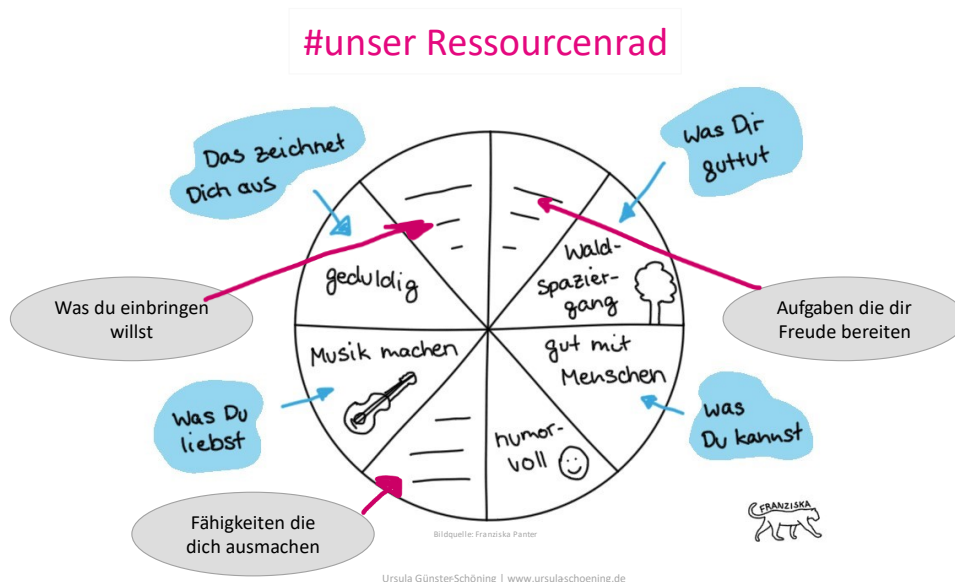 #unser Ressourcenrad
Das zeichnet
Dich aus
was Dir
guttut
geduldig
Wald-
spazier-
gang
Was du einbringen
willst
Aufgaben die dir
Freude bereiten
Musik machen
gut mit
Menschen
was Du
liebst
humor-
voll
was
Du kannst
Fähigkeiten die
dich ausmachen
FRANZISKA
Bildquelle: Franziska Panter
Ursula Günster-Schöning | www.ursulaschoening.de